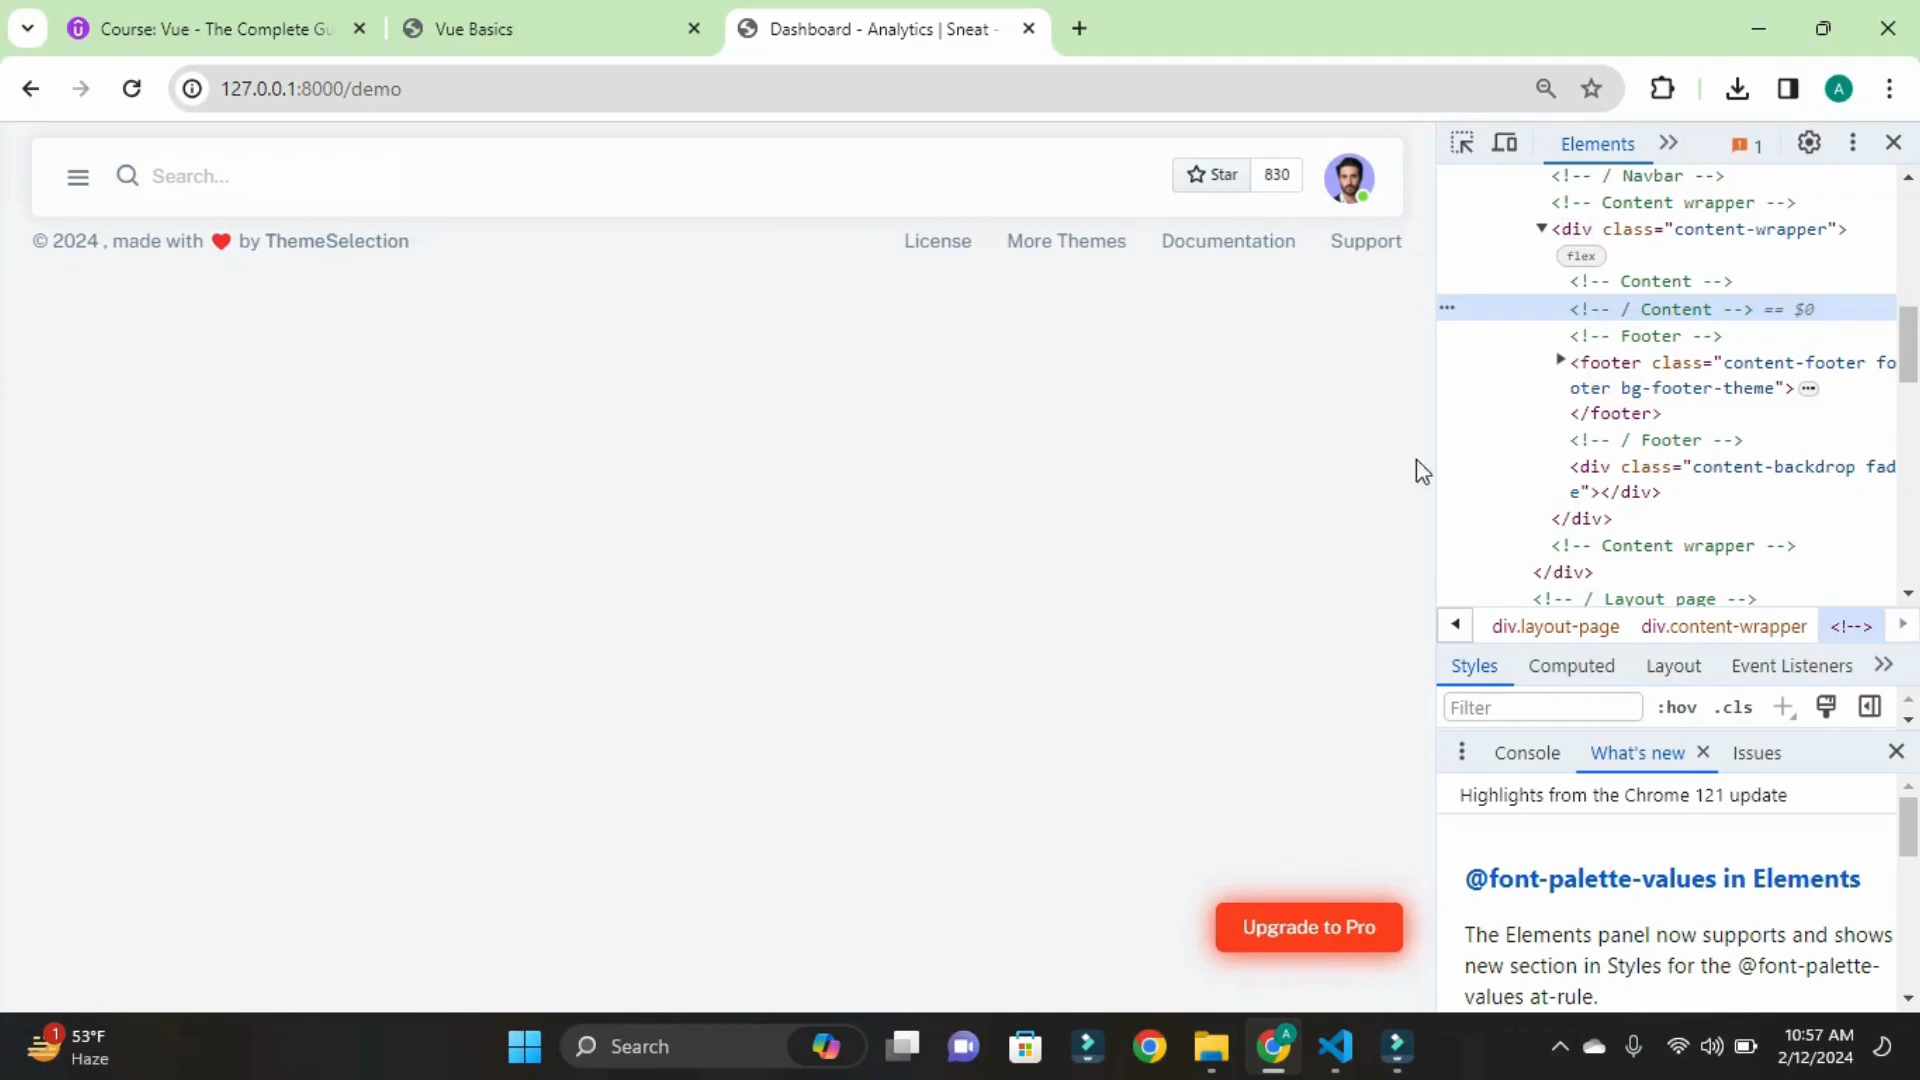 Course: Vue - The Complete Gu
Vue Basics
Dashboard - Analytics | Sneat -
127.0.0.1:8000/demo
A
Search...
Star 830
© 2024 , made with ❤️ by ThemeSelection
License More Themes Documentation Support
Upgrade to Pro
Elements
1
<!-- / Navbar -->
<!-- Content wrapper -->
<div class="content-wrapper">
flex
<!-- Content -->
<!-- / Content --> == $0
<!-- Footer -->
<footer class="content-footer fo
oter bg-footer-theme">
</footer>
<!-- / Footer -->
<div class="content-backdrop fad
e"></div>
</div>
<!-- Content wrapper -->
</div>
<!-- / Layout page -->
div.layout-page div.content-wrapper <!-->
Styles Computed Layout Event Listeners
Filter :hov .cls
Console What's new Issues
Highlights from the Chrome 121 update
@font-palette-values in Elements
The Elements panel now supports and shows
new section in Styles for the @font-palette-
values at-rule.
1
53°F
Haze
Search
A
10:57 AM
2/12/2024